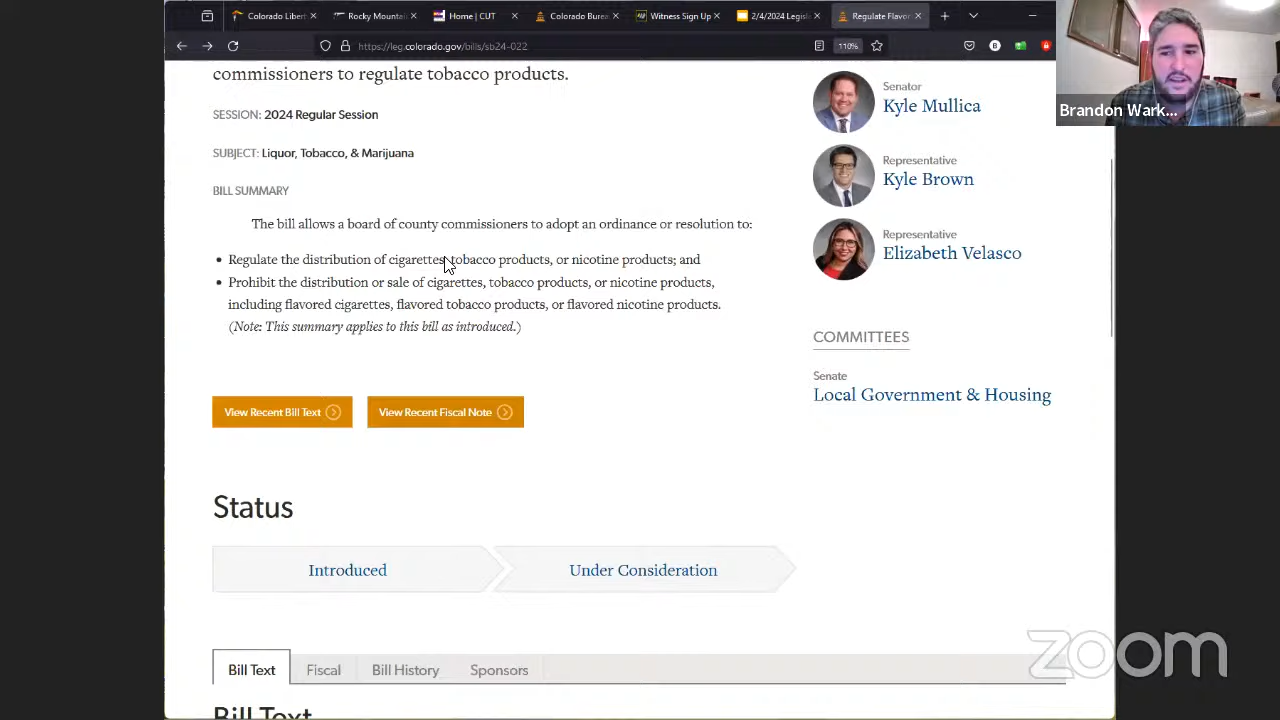 Colorado Libert
Rocky Mountain
Home | CUT
Colorado Burea
Witness Sign Up
2/4/2024 Legisl
Regulate Flavor
https://leg.colorado.gov/bills/sb24-022
110%
Brandon Wark...
commissioners to regulate tobacco products.
SESSION: 2024 Regular Session
SUBJECT: Liquor, Tobacco, & Marijuana
BILL SUMMARY
The bill allows a board of county commissioners to adopt an ordinance or resolution to:
Regulate the distribution of cigarettes, tobacco products, or nicotine products; and
Prohibit the distribution or sale of cigarettes, tobacco products, or nicotine products,
including flavored cigarettes, flavored tobacco products, or flavored nicotine products.
(Note: This summary applies to this bill as introduced.)
View Recent Bill Text
View Recent Fiscal Note
Senator
Kyle Mullica
Representative
Kyle Brown
Representative
Elizabeth Velasco
COMMITTEES
Senate
Local Government & Housing
Status
Introduced
Under Consideration
Bill Text
Fiscal
Bill History
Sponsors
Bill Text
zoom